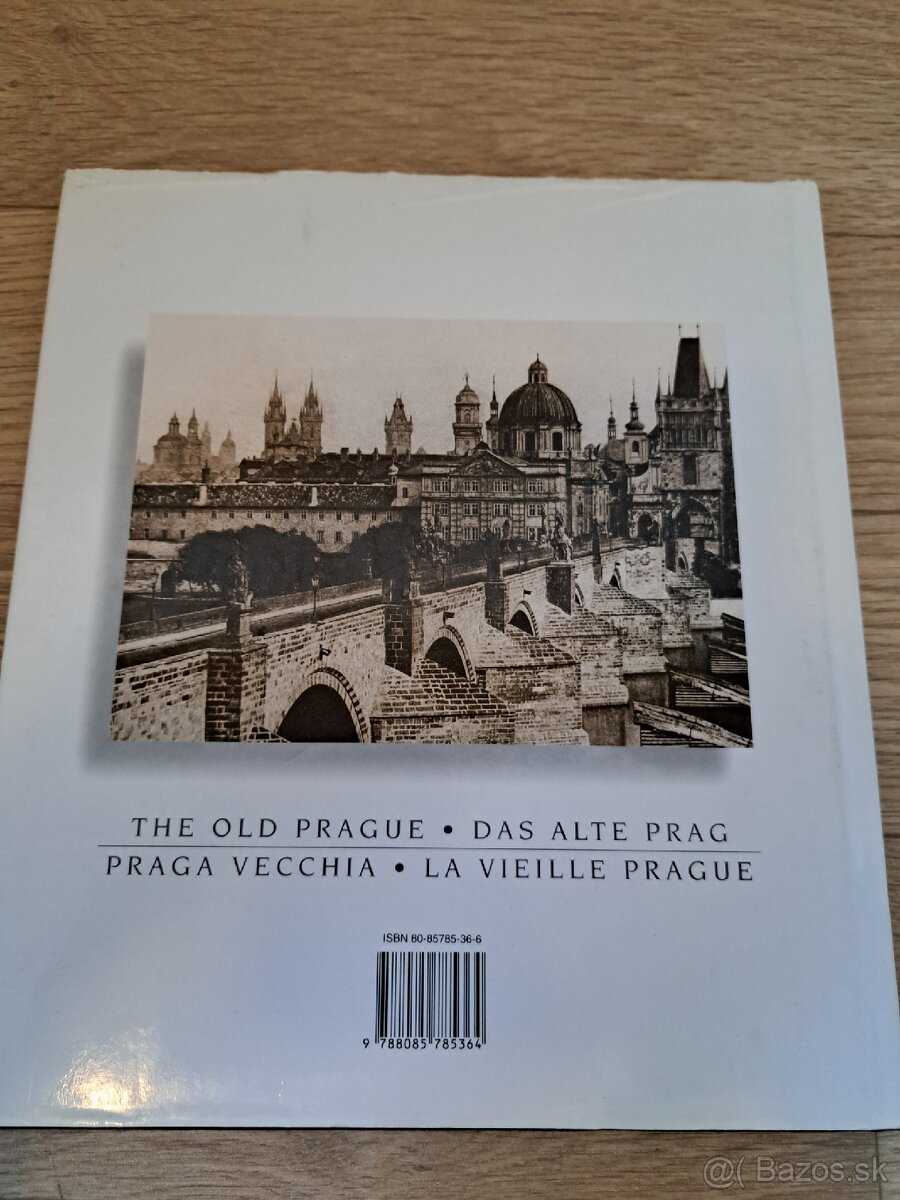 THE OLD PRAGUE • DAS ALTE PRAG
PRAGA VECCHIA • LA VIEILLE PRAGUE
ISBN 80-85785-36-6
9 788085 785364
@( Bazos.sk